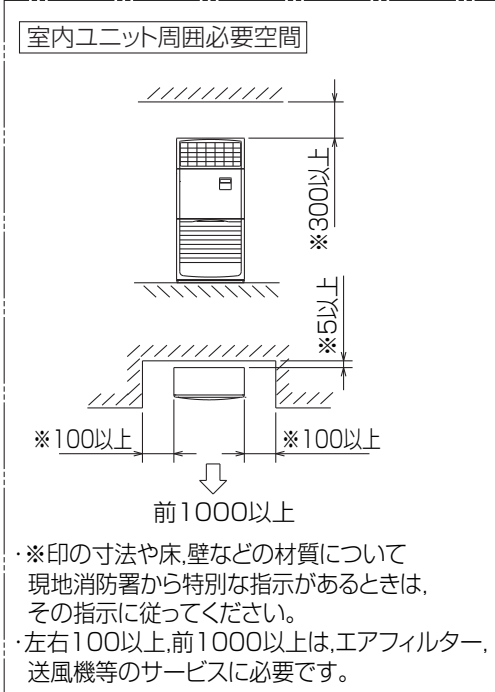 室内ユニット周囲必要空間
※300以上
※5以上
※100以上
※100以上
前1000以上
・※印の寸法や床,壁などの材質について
現地消防署から特別な指示があるときは,
その指示に従ってください。
・左右100以上,前1000以上は,エアフィルター,
送風機等のサービスに必要です。